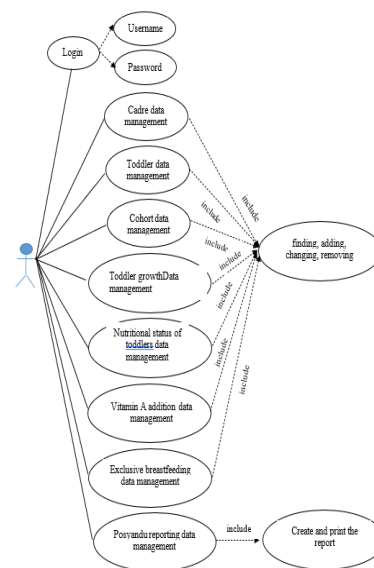 Username
Login
Password
Cadre data
management
include
Toddler data
management
include
Cohort data
management
include
include
finding, adding,
changing, removing
Toddler growthData
management
include
Nutritional status of
toddlers data
management
include
Vitamin A addition data
management
include
Exclusive breastfeeding
data management
Posyandu reporting data
management
include
Create and print the
report